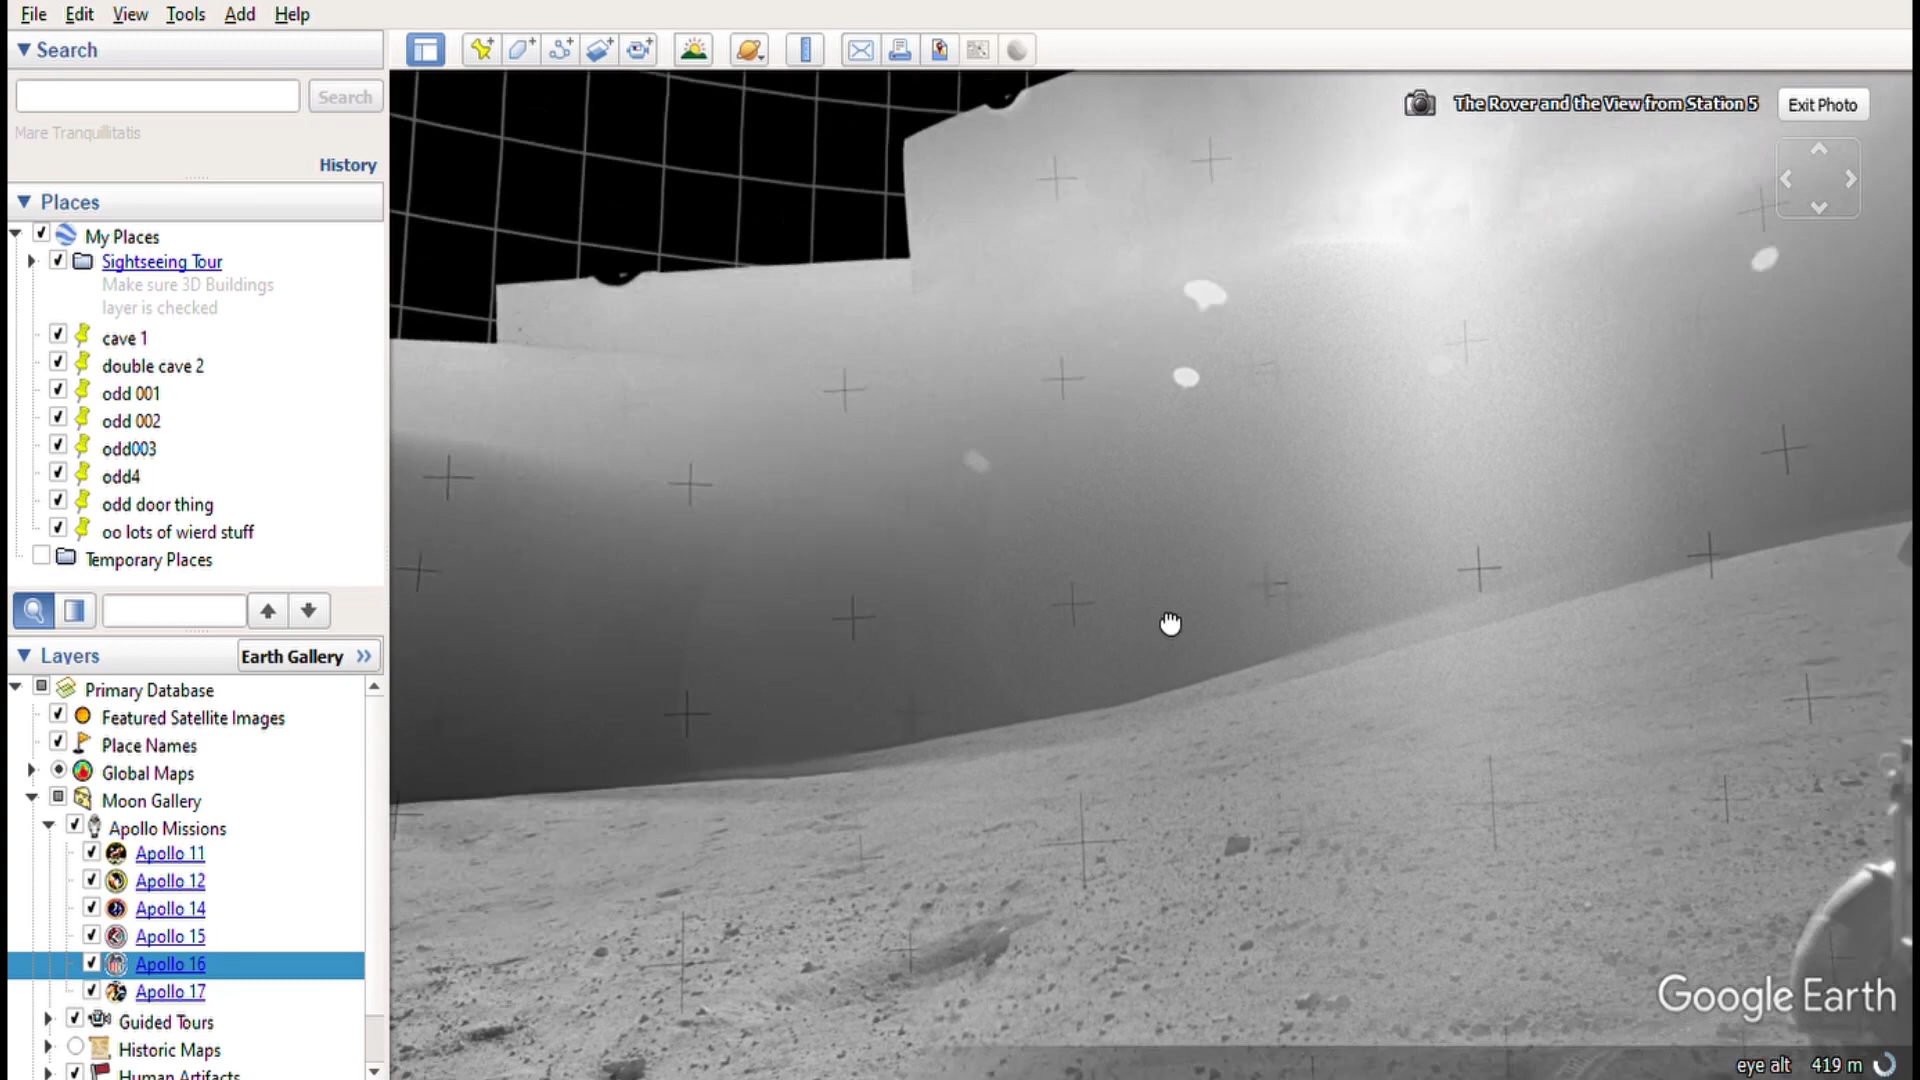 File Edit View Tools Add Help
Search
Search
Mare Tranquillitatis
History
Places
My Places
Sightseeing Tour
Make sure 3D Buildings
layer is checked
cave 1
double cave 2
odd 001
odd 002
odd003
odd4
odd door thing
oo lots of wierd stuff
Temporary Places
Layers
Earth Gallery »
Primary Database
Featured Satellite Images
Place Names
Global Maps
Moon Gallery
Apollo Missions
Apollo 11
Apollo 12
Apollo 14
Apollo 15
Apollo 16
Apollo 17
Guided Tours
Historic Maps
Human Artifacts
The Rover and the View from Station 5
Exit Photo
Google Earth
eye alt 419 m